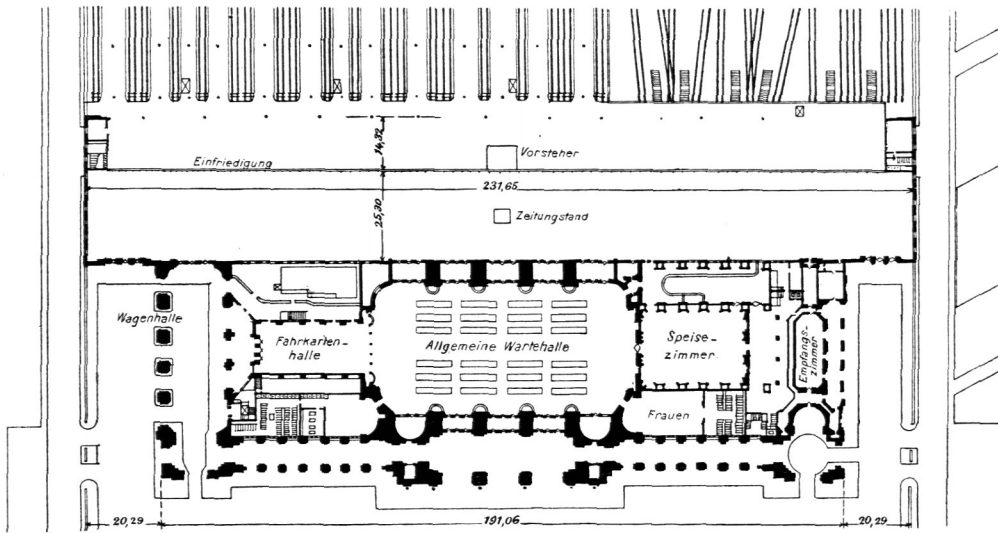 14,32
Einfriedigung
Vorsteher
231,65
25,30
Zeitungstand
Wagenhalle
Fahrkarten-
halle
Allgemeine Wartehalle
Speise-
zimmer
Empfangs-
zimmer
Frauen
20,29
191,06
20,29